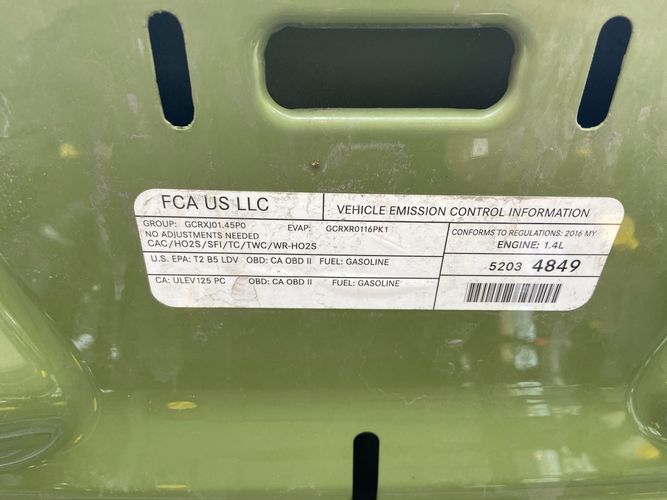 FCA US LLC
VEHICLE EMISSION CONTROL INFORMATION
GROUP: GCRXJ01.45P0 EVAP: GCRXR0116PK1
NO ADJUSTMENTS NEEDED
CAC/HO2S/SFI/TC/TWC/WR-HO2S
CONFORMS TO REGULATIONS: 2016 MY
ENGINE: 1.4L
U.S. EPA: T2 B5 LDV OBD: CA OBD II FUEL: GASOLINE
5203 4849
CA: ULEV125 PC OBD: CA OBD II FUEL: GASOLINE